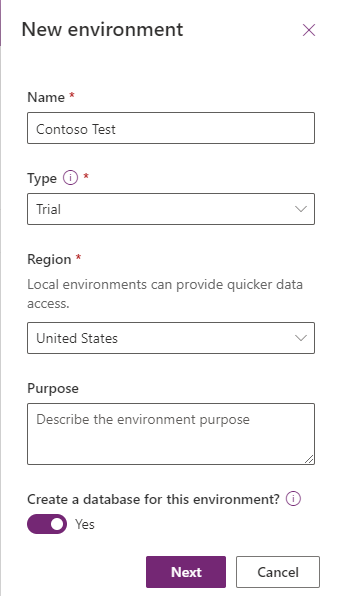 New environment
Name *
Contoso Test
Type *
Trial
Region *
Local environments can provide quicker data
access.
United States
Purpose
Describe the environment purpose
Create a database for this environment?
Yes
Next Cancel